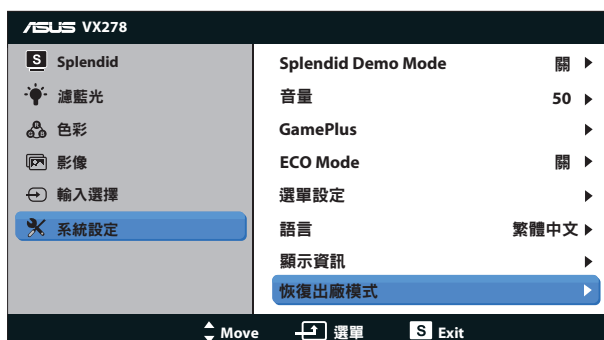 ASUS VX278
S Splendid
濾藍光
色彩
影像
輸入選擇
系統設定
Splendid Demo Mode 關
音量 50
GamePlus
ECO Mode 關
選單設定
語言 繁體中文
顯示資訊
恢復出廠模式
Move 選單 S Exit